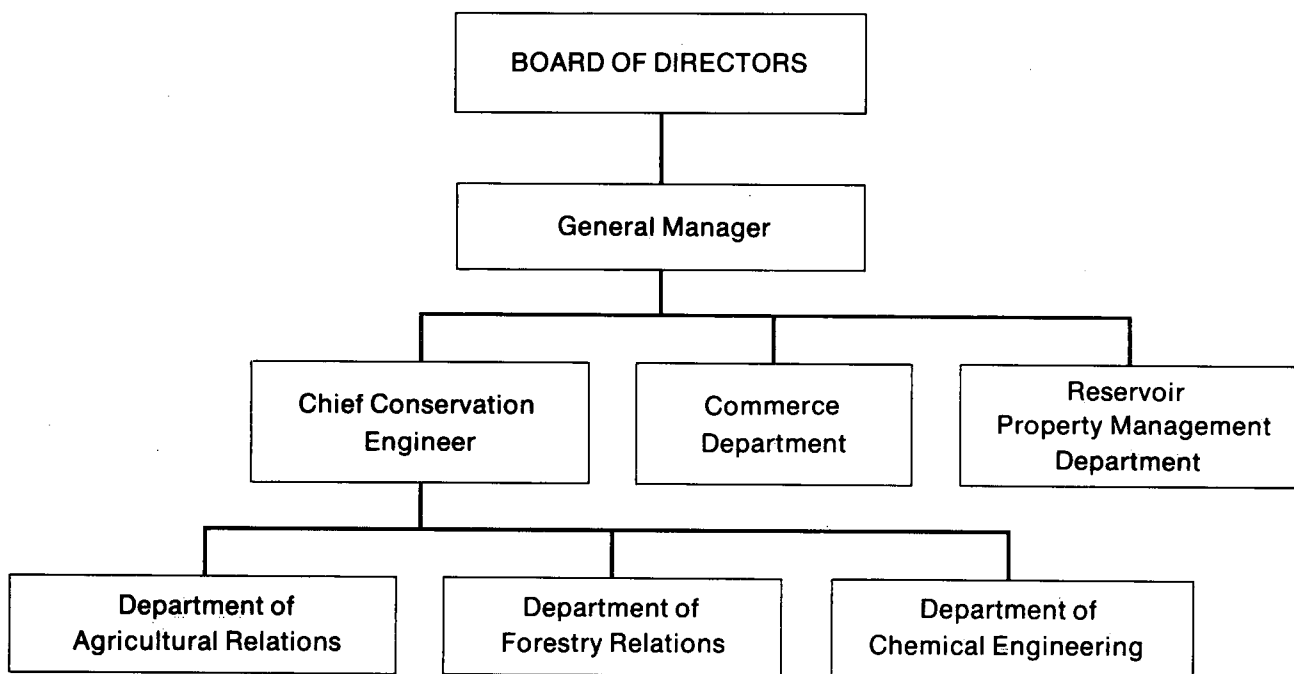 BOARD OF DIRECTORS
General Manager
Chief Conservation
Engineer
Commerce
Department
Reservoir
Property Management
Department
Department of
Agricultural Relations
Department of
Forestry Relations
Department of
Chemical Engineering